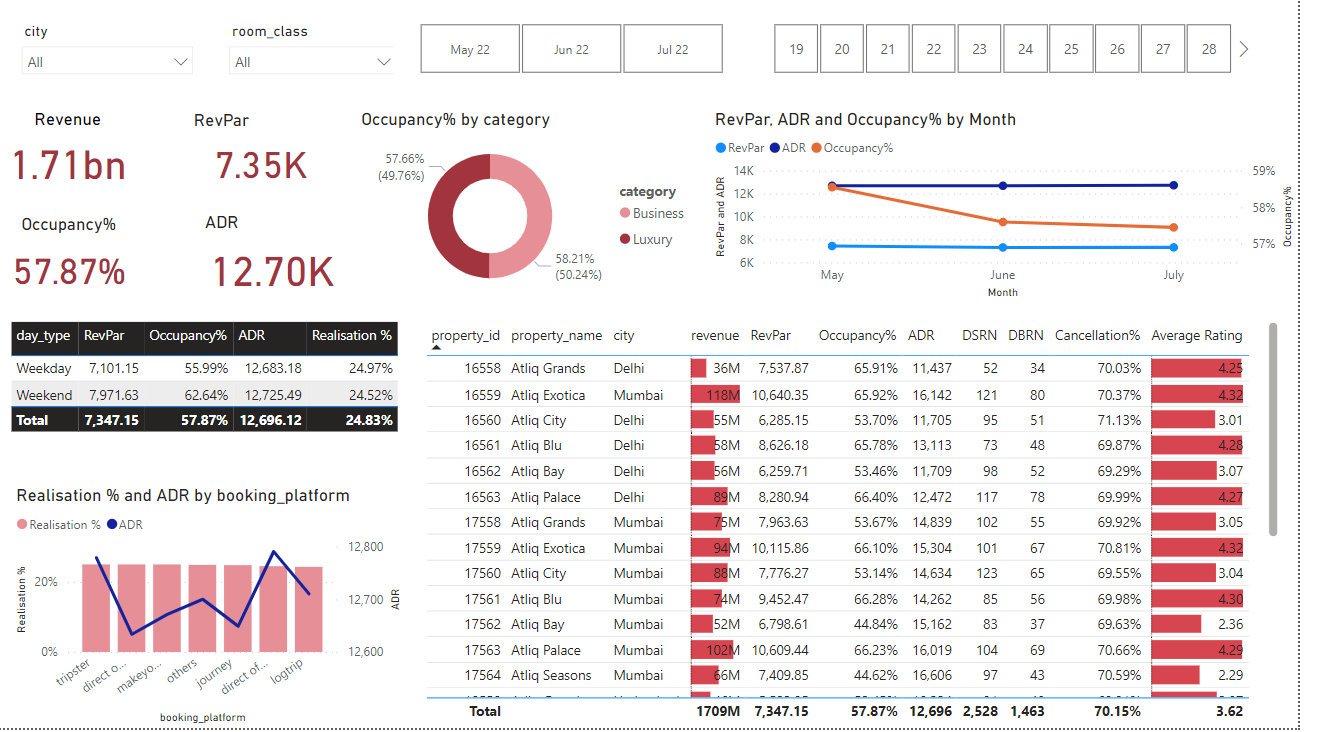 city
room_class
All
All
May 22
Jun 22
Jul 22
19
20
21
22
23
24
25
26
27
28
Revenue
RevPar
1.71bn
7.35K
Occupancy%
ADR
57.87%
12.70K
Occupancy% by category
57.66%
(49.76%)
58.21%
(50.24%)
category
Business
Luxury
RevPar, ADR and Occupancy% by Month
RevPar ADR Occupancy%
RevPar and ADR
14K
12K
10K
8K
6K
59%
58%
57%
Occupancy%
May
June
July
Month
day_type RevPar Occupancy% ADR Realisation %
Weekday 7,101.15 55.99% 12,683.18 24.97%
Weekend 7,971.63 62.64% 12,725.49 24.52%
Total 7,347.15 57.87% 12,696.12 24.83%
Realisation % and ADR by booking_platform
Realisation % ADR
Realisation %
20%
0%
12,800
12,700
12,600
ADR
tripster
direct o...
makeyo...
others
journey
direct of...
logtrip
booking_platform
property_id property_name city revenue RevPar Occupancy% ADR DSRN DBRN Cancellation% Average Rating
16558 Atliq Grands Delhi 36M 7,537.87 65.91% 11,437 52 34 70.03% 4.25
16559 Atliq Exotica Mumbai 118M 10,640.35 65.92% 16,142 121 80 70.37% 4.32
16560 Atliq City Delhi 55M 6,285.15 53.70% 11,705 95 51 71.13% 3.01
16561 Atliq Blu Delhi 58M 8,626.18 65.78% 13,113 73 48 69.87% 4.28
16562 Atliq Bay Delhi 56M 6,259.71 53.46% 11,709 98 52 69.29% 3.07
16563 Atliq Palace Delhi 89M 8,280.94 66.40% 12,472 117 78 69.99% 4.27
17558 Atliq Grands Mumbai 75M 7,963.63 53.67% 14,839 102 55 69.92% 3.05
17559 Atliq Exotica Mumbai 94M 10,115.86 66.10% 15,304 101 67 70.81% 4.32
17560 Atliq City Mumbai 88M 7,776.27 53.14% 14,634 123 65 69.55% 3.04
17561 Atliq Blu Mumbai 74M 9,452.47 66.28% 14,262 85 56 69.98% 4.30
17562 Atliq Bay Mumbai 52M 6,798.61 44.84% 15,162 83 37 69.63% 2.36
17563 Atliq Palace Mumbai 102M 10,609.44 66.23% 16,019 104 69 70.66% 4.29
17564 Atliq Seasons Mumbai 66M 7,409.85 44.62% 16,606 97 43 70.59% 2.29
Total 1709M 7,347.15 57.87% 12,696 2,528 1,463 70.15% 3.62